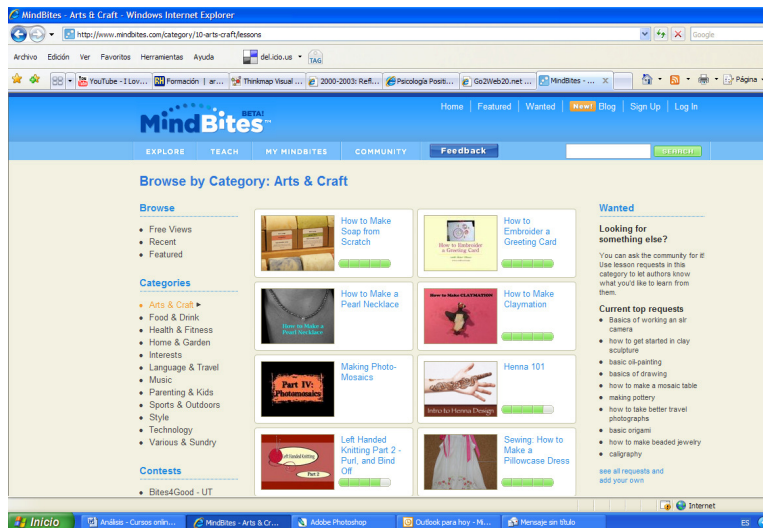 MindBites - Arts & Craft - Windows Internet Explorer
http://www.mindbites.com/category/10-arts-craft/lessons
Google
Archivo Edición Ver Favoritos Herramientas Ayuda
del.icio.us
TAG
YouTube - I Lov...
Formación | ar...
Thinkmap Visual ...
2000-2003: Refl...
Psicología Positi...
Go2Web20.net ...
MindBites - ...
Página
MindBites
BETA!
Home | Featured | Wanted | New! Blog | Sign Up | Log In
EXPLORE TEACH MY MINDBITES COMMUNITY Feedback
SEARCH
Browse by Category: Arts & Craft
Browse
Free Views
Recent
Featured
Categories
Arts & Craft
Food & Drink
Health & Fitness
Home & Garden
Interests
Language & Travel
Music
Parenting & Kids
Sports & Outdoors
Style
Technology
Various & Sundry
Contests
Bites4Good - UT
How to Make
Soap from
Scratch
How to
Embroider a
Greeting Card
How to Embroider
a Greeting Card
How to Make a
Pearl Necklace
How to Make a
Pearl Necklace
How to Make
Claymation
How to Make CLAYMATION
Making Photo-
Mosaics
Part IV:
Photomosaics
Henna 101
Intro to Henna Design
Left Handed
Knitting Part 2 -
Purl, and Bind
Off
Left Handed Knitting
Part 2
Sewing: How to
Make a
Pillowcase Dress
Wanted
Looking for
something else?
You can ask the community for it!
Use lesson requests in this
category to let authors know
what you'd like to learn from
them.
Current top requests
Basics of working an slr
camera
how to get started in clay
sculpture
basic oil-painting
basics of drawing
how to make a mosaic table
making pottery
how to take better travel
photographs
basic origami
how to make beaded jewelry
caligraphy
see all requests and
add your own
Internet
Inicio
Análisis - Cursos onlin...
MindBites - Arts & Cr...
Adobe Photoshop
Outlook para hoy - Mi...
Mensaje sin título
ES